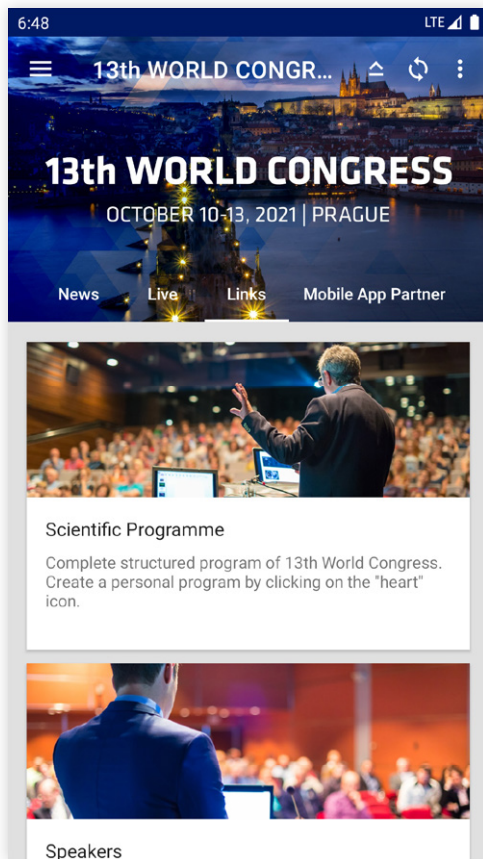 6:48
LTE
13th WORLD CONGR...
13th WORLD CONGRESS
OCTOBER 10-13, 2021 | PRAGUE
News
Live
Links
Mobile App Partner
Scientific Programme
Complete structured program of 13th World Congress.
Create a personal program by clicking on the "heart"
icon.
Speakers